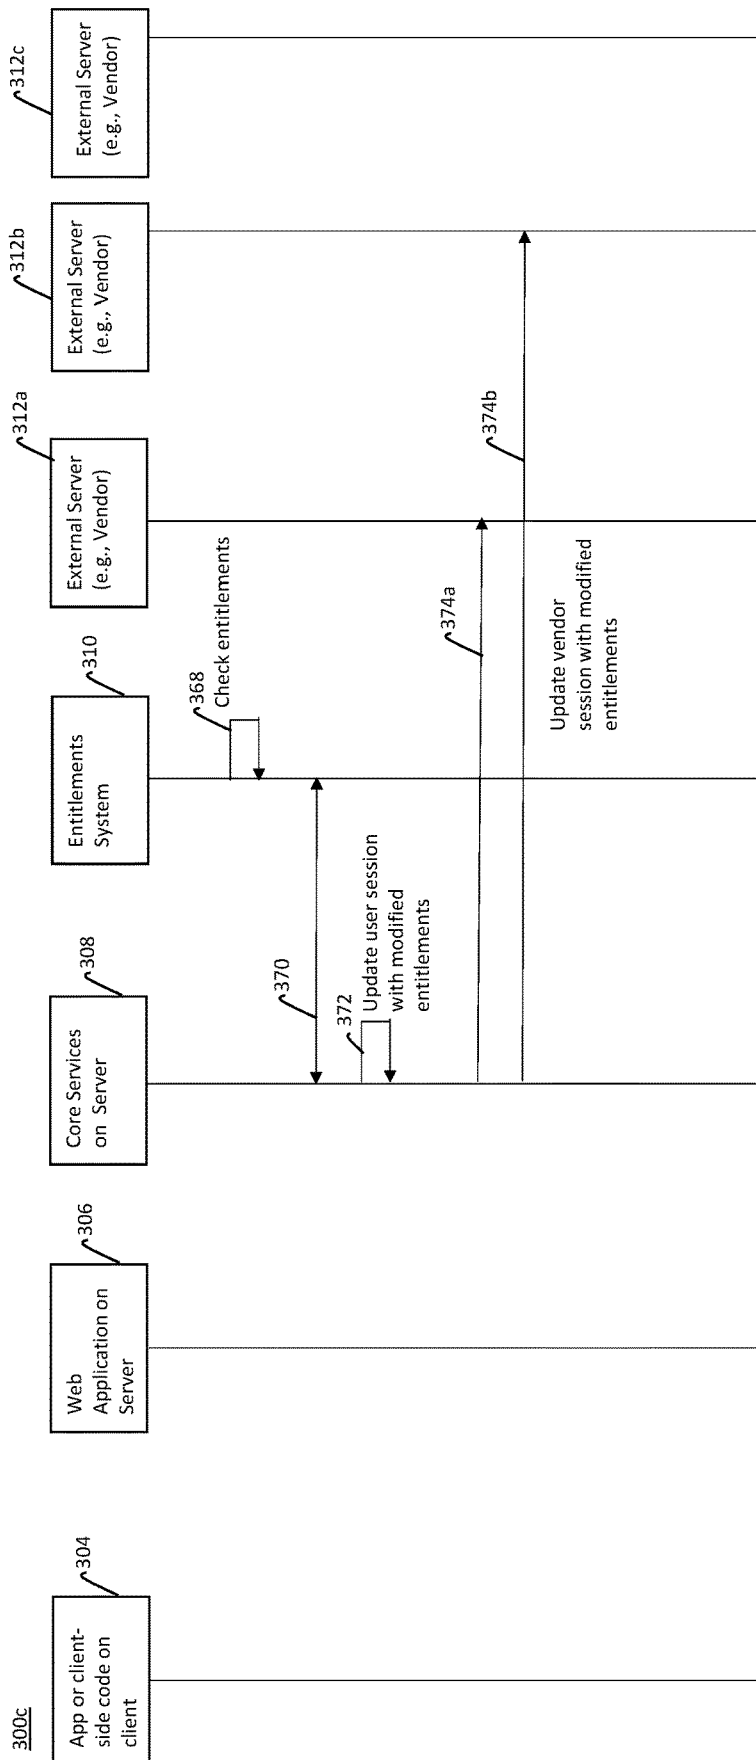 300c
304
App or client-
side code on
client
306
Web
Application on
Server
308
Core Services
on Server
310
Entitlements
System
312a
External Server
(e.g., Vendor)
312b
External Server
(e.g., Vendor)
312c
External Server
(e.g., Vendor)
368
Check entitlements
370
372
Update user session
with modified
entitlements
374a
374b
Update vendor
session with modified
entitlements